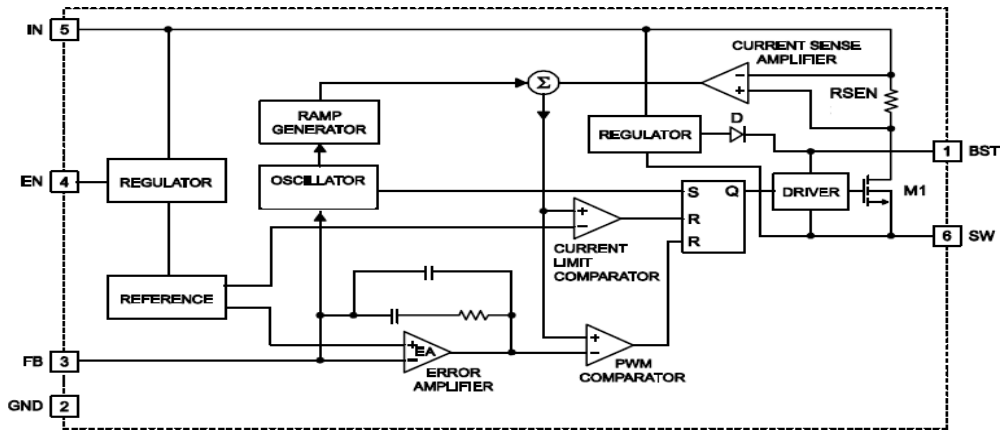 IN 5
CURRENT SENSE
AMPLIFIER
Σ
−
+
RSEN
RAMP
GENERATOR
D
REGULATOR
1 BST
EN 4
REGULATOR
OSCILLATOR
S Q
DRIVER
M1
R
+
−
6 SW
R
CURRENT
LIMIT
COMPARATOR
REFERENCE
+
EA
−
+
−
FB 3
ERROR
AMPLIFIER
PWM
COMPARATOR
GND 2